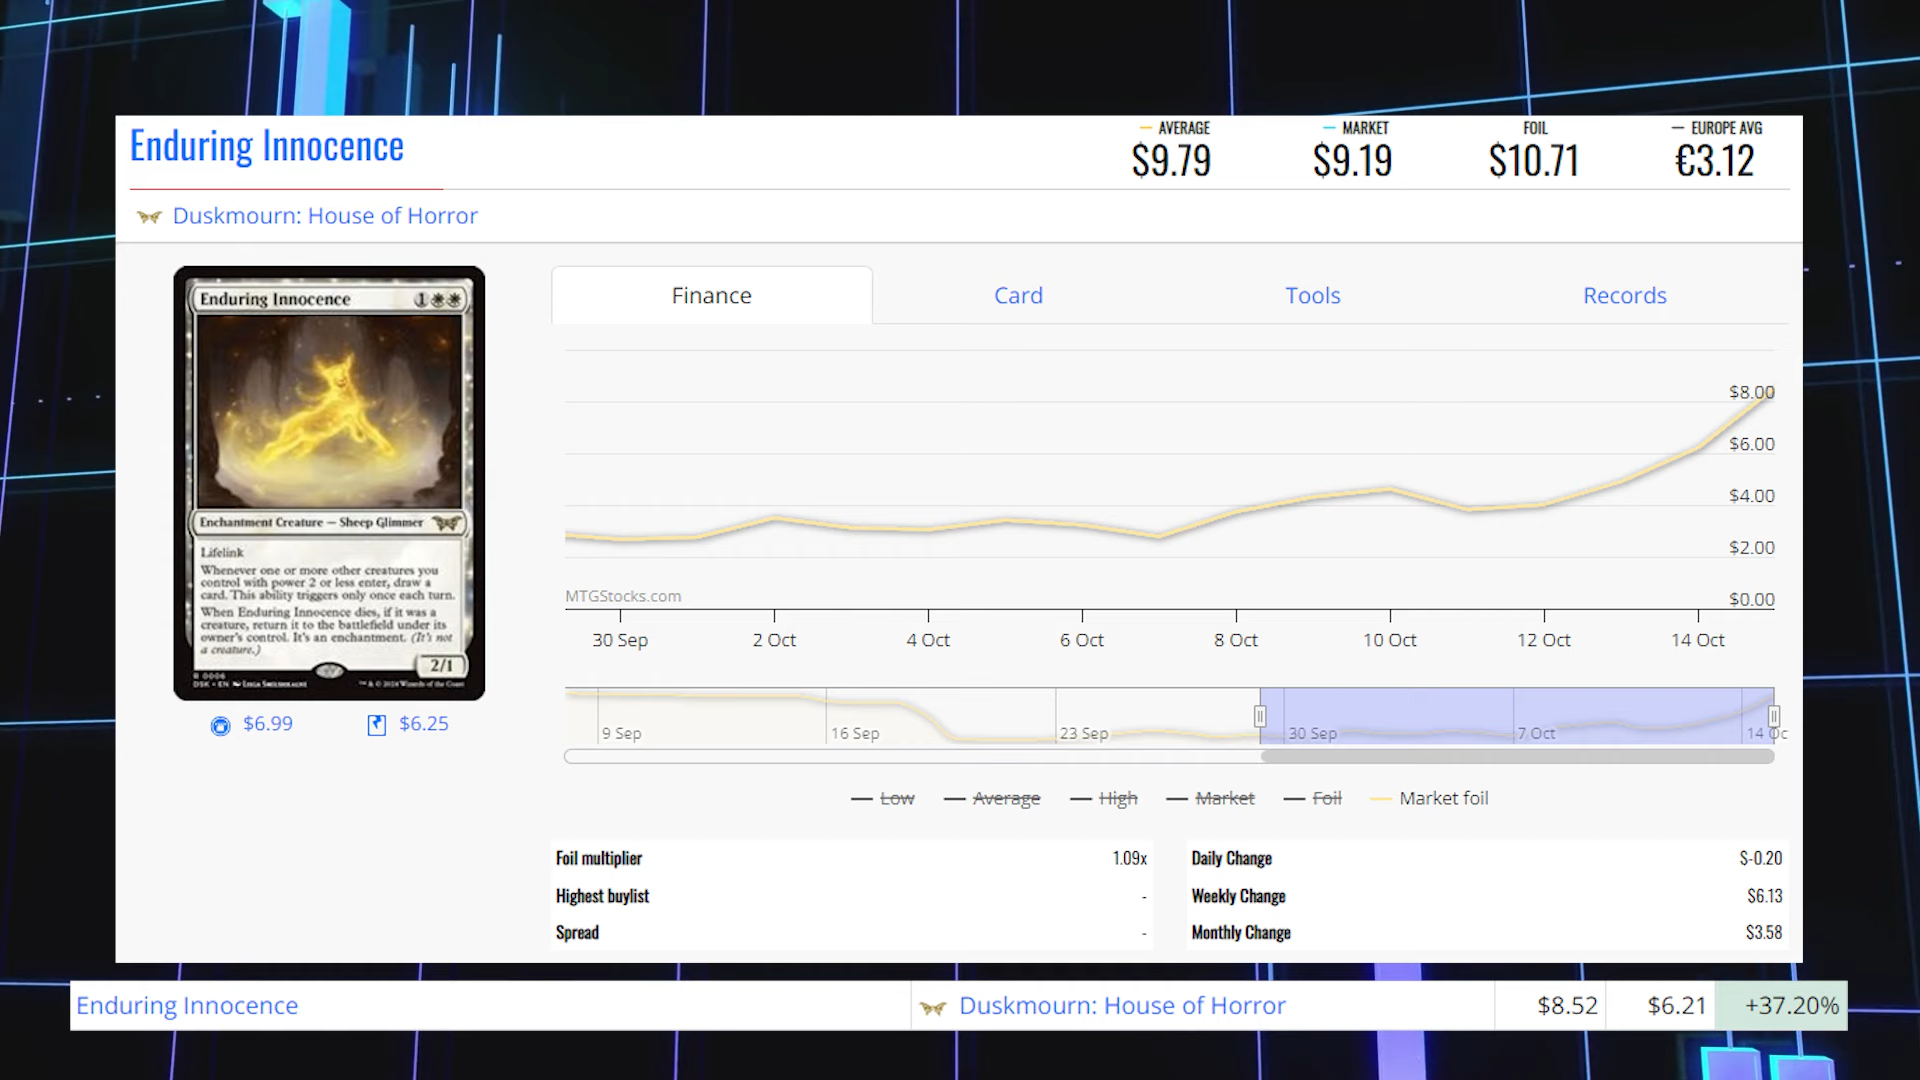 Enduring Innocence
AVERAGE
$9.79
MARKET
$9.19
FOIL
$10.71
EUROPE AVG
€3.12
Duskmourn: House of Horror
Enduring Innocence 1
Enchantment Creature — Sheep Glimmer
Lifelink
Whenever one or more other creatures you
control with power 2 or less enter, draw a
card. This ability triggers only once each turn.
When Enduring Innocence dies, if it was a
creature, return it to the battlefield under its
owner's control. It's an enchantment. (It's not
a creature.)
2/1
R 0006
DSK • EN
$6.99
$6.25
Finance
Card
Tools
Records
$8.00
$6.00
$4.00
$2.00
$0.00
MTGStocks.com
30 Sep
2 Oct
4 Oct
6 Oct
8 Oct
10 Oct
12 Oct
14 Oct
9 Sep
16 Sep
23 Sep
30 Sep
7 Oct
14 Oc
Low
Average
High
Market
Foil
Market foil
Foil multiplier 1.09x
Highest buylist -
Spread -
Daily Change $-0.20
Weekly Change $6.13
Monthly Change $3.58
Enduring Innocence
Duskmourn: House of Horror
$8.52
$6.21
+37.20%